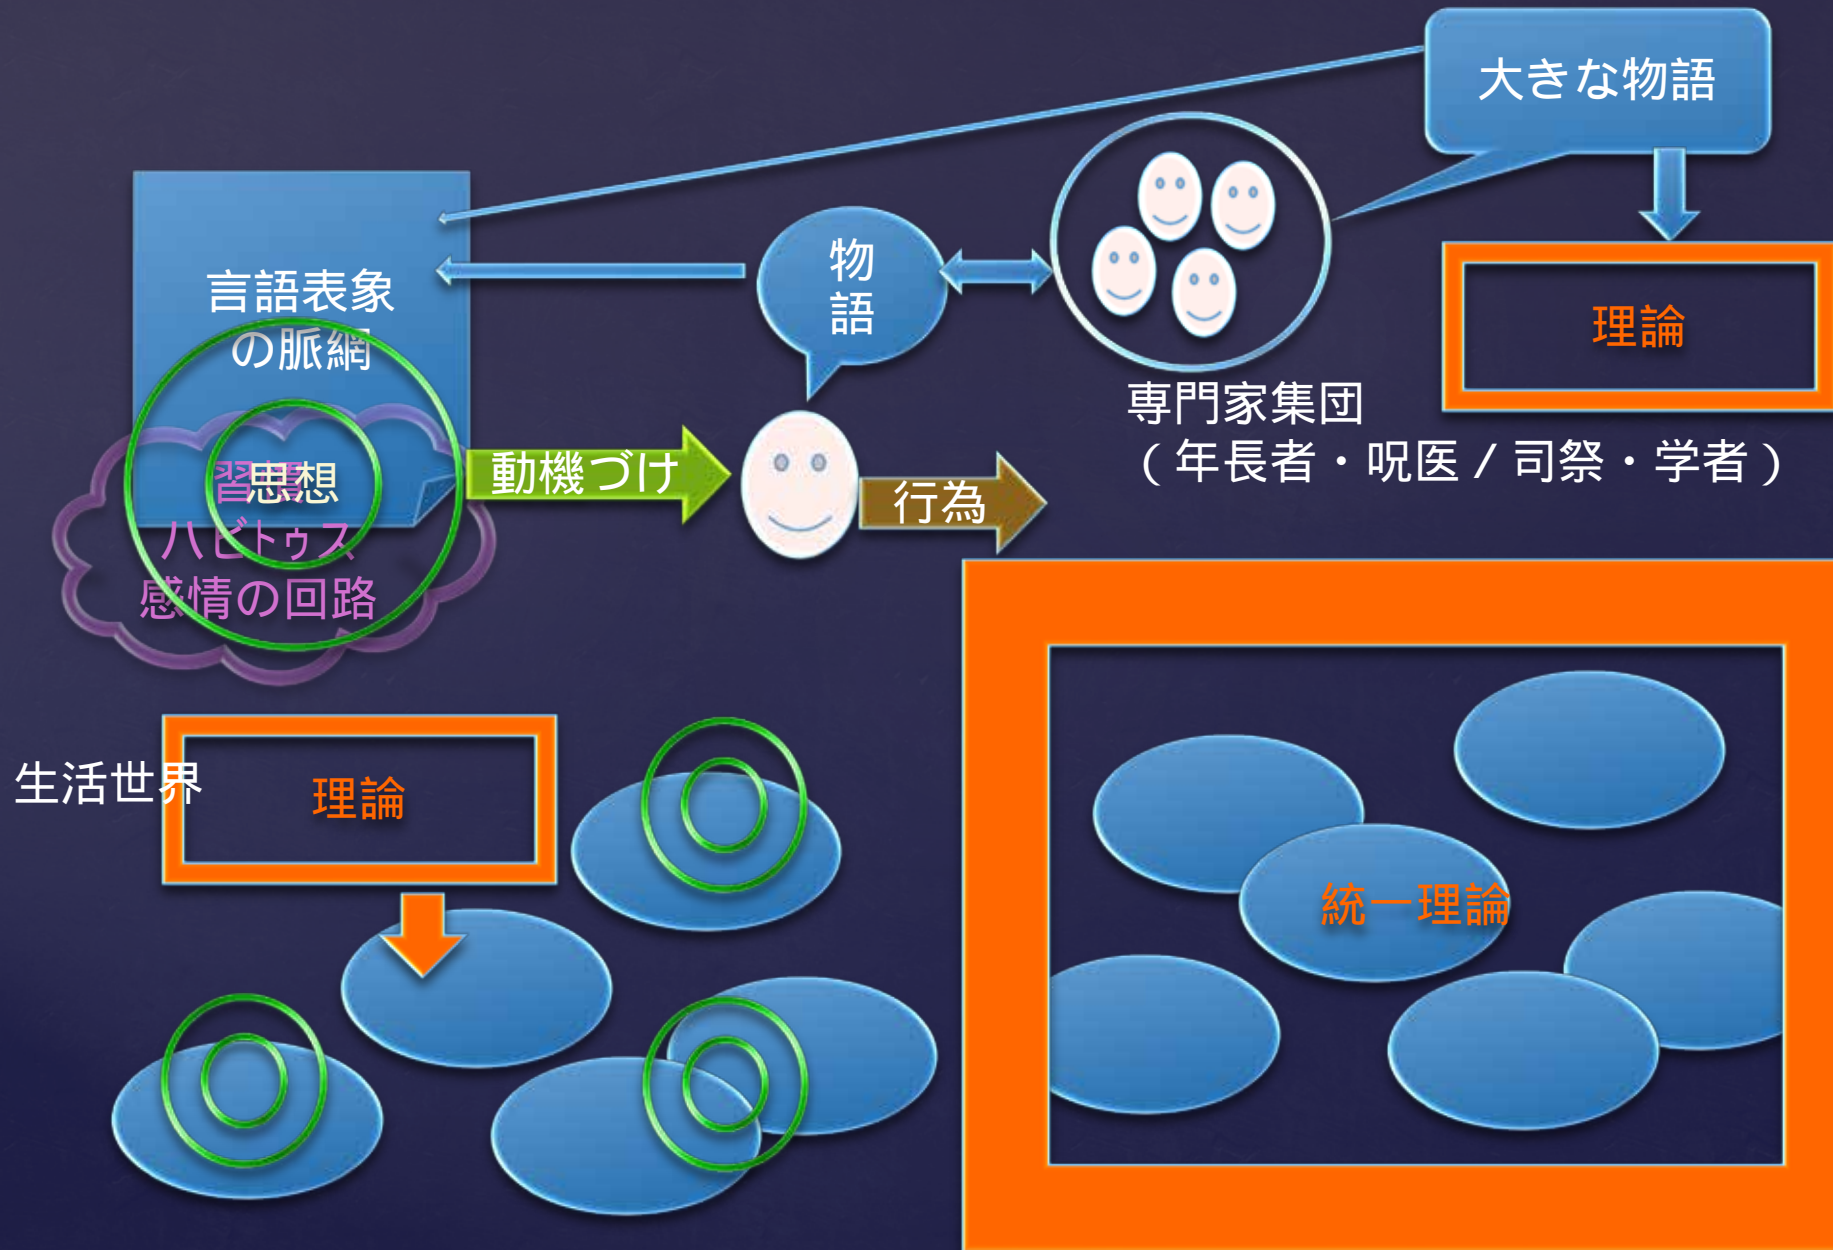 大きな物語
物
語
言語表象
の脈網
理論
専門家集団
（年長者・呪医／司祭・学者）
動機づけ
行為
習慣
思想
ハビトゥス
感情の回路
生活世界
理論
統一理論